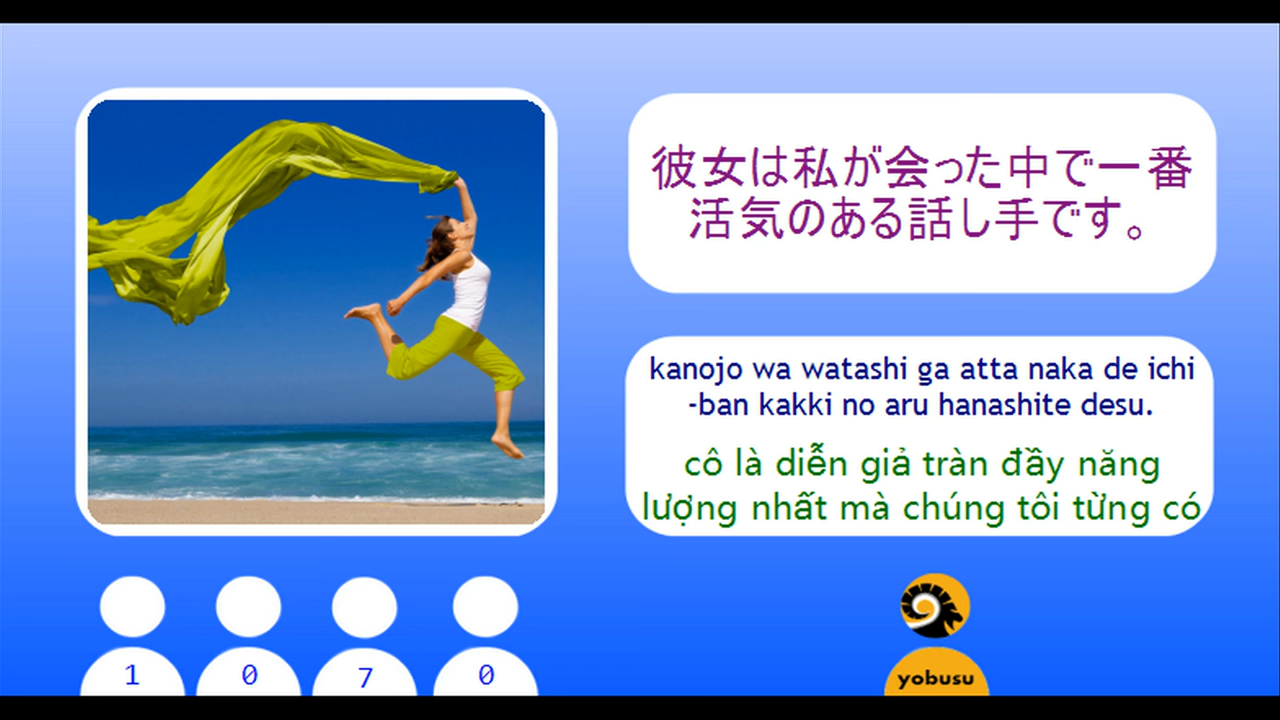 彼女は私が会った中で一番
活気のある話し手です。
kanojo wa watashi ga atta naka de ichi
-ban kakki no aru hanashite desu.
cô là diễn giả tràn đầy năng
lượng nhất mà chúng tôi từng có
1 0 7 0
yobusu